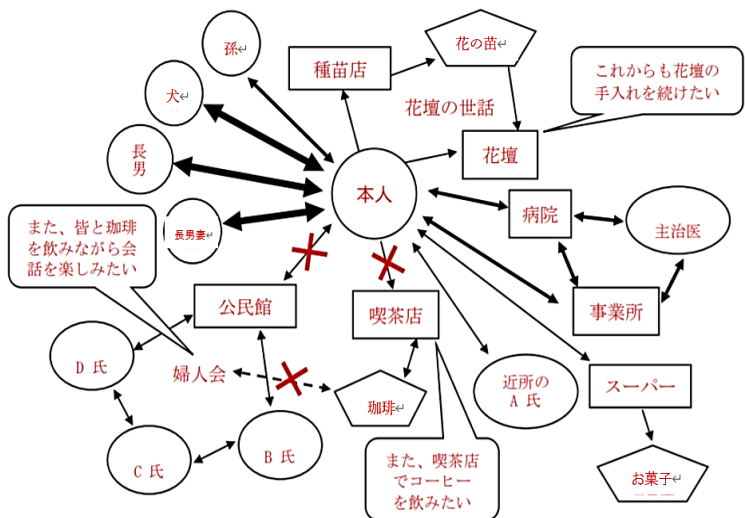 孫
種苗店
花の苗
花壇の世話
これからも花壇の
手入れを続けたい
犬
長
男
花壇
本人
病院
主治医
長男妻
また、皆と珈琲
を飲みながら会
話を楽しみたい
公民館
喫茶店
事業所
D 氏
婦人会
珈琲
近所の
A 氏
スーパー
C 氏
B 氏
また、喫茶店
でコーヒー
を飲みたい
お菓子